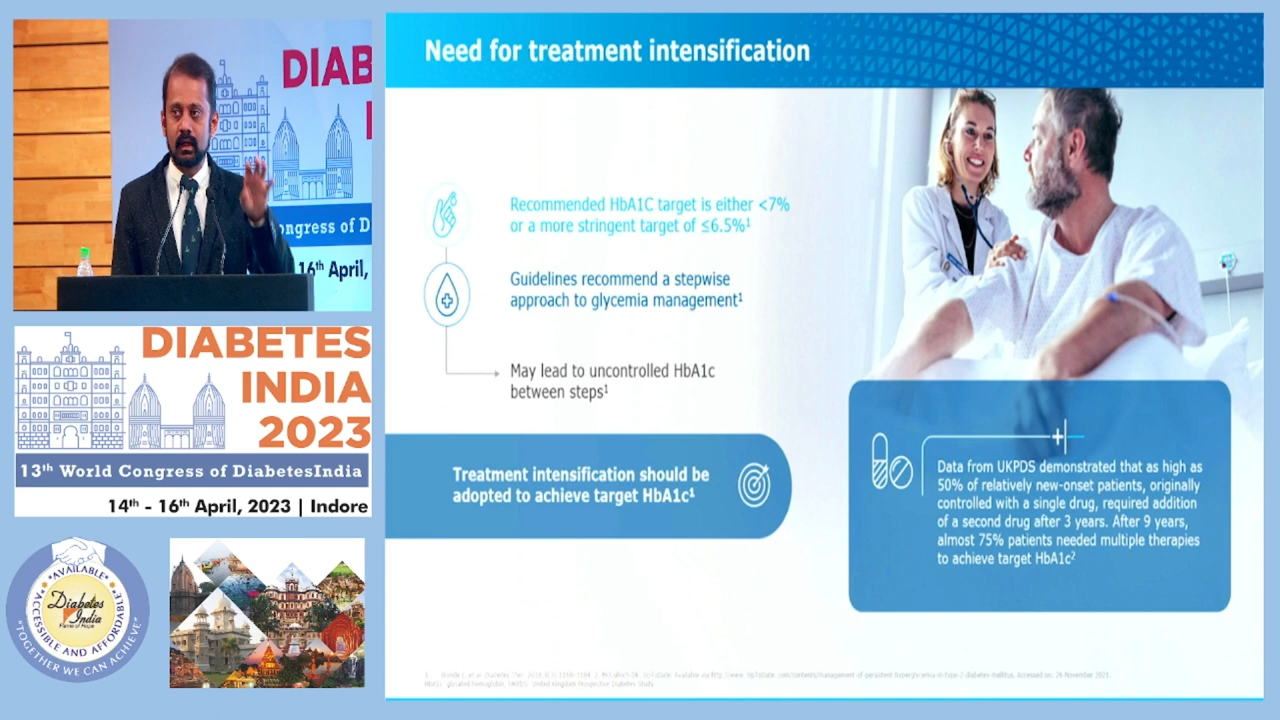 DIAB
ongress of D
16th April,
DIABETES
INDIA
2023
13th World Congress of DiabetesIndia
14th - 16th April, 2023 | Indore
"AVAILABLE"
"ACCESSIBLE AND AFFORDABLE"
Diabetes
India
"TOGETHER WE CAN ACHIEVE"
Need for treatment intensification
Recommended HbA1C target is either <7%
or a more stringent target of ≤6.5%¹
Guidelines recommend a stepwise
approach to glycemia management¹
May lead to uncontrolled HbA1c
between steps¹
Treatment intensification should be
adopted to achieve target HbA1c¹
Data from UKPDS demonstrated that as high as
50% of relatively new-onset patients, originally
controlled with a single drug, required addition
of a second drug after 3 years. After 9 years,
almost 75% patients needed multiple therapies
to achieve target HbA1c²